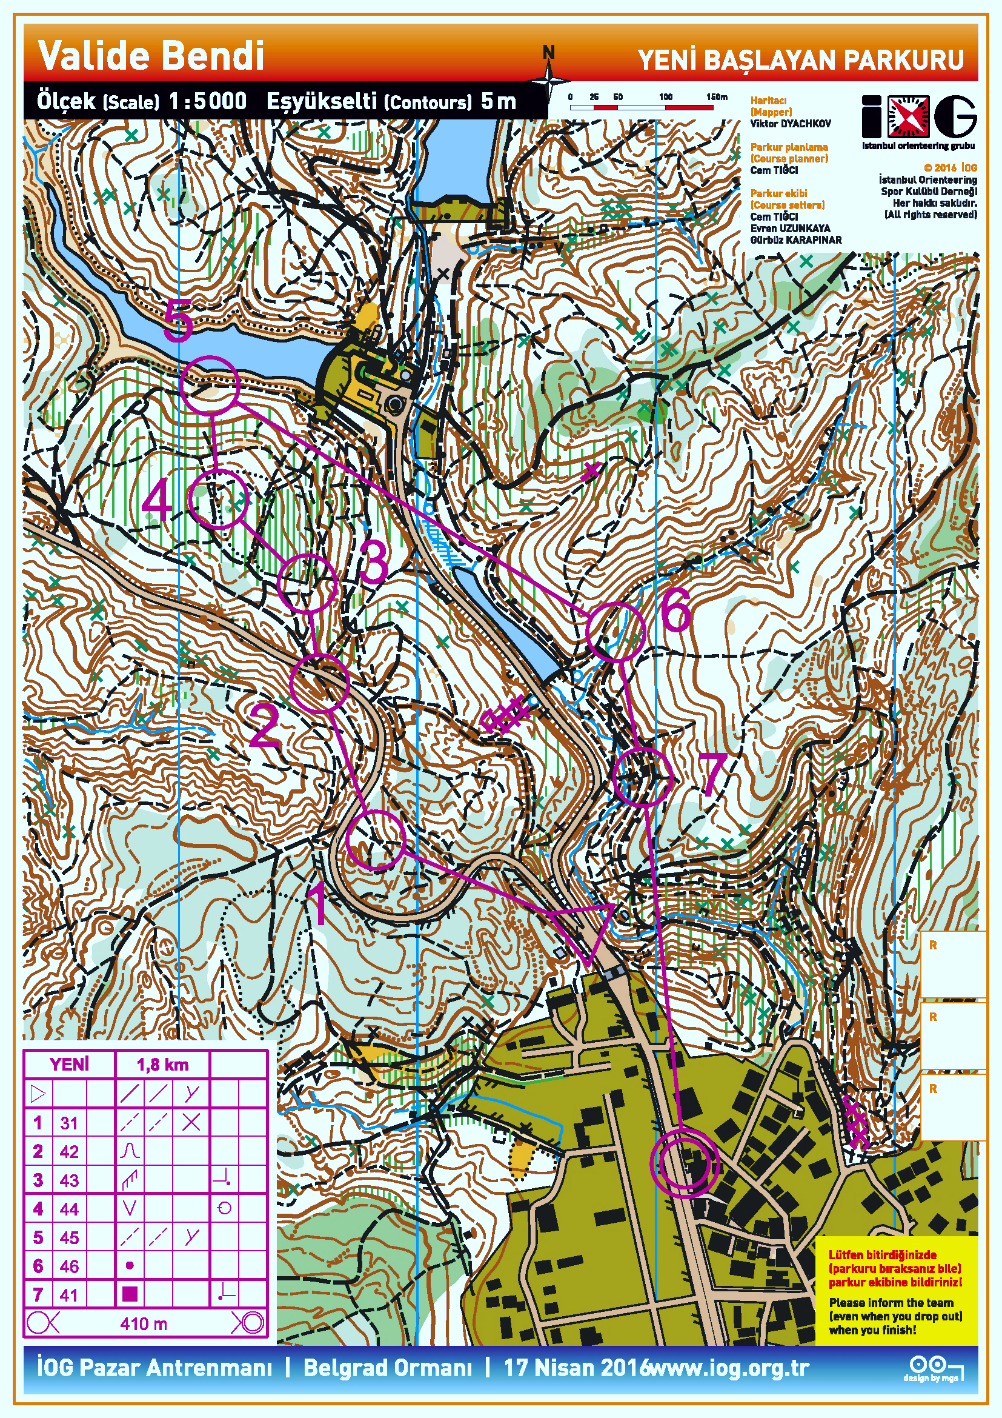 Valide Bendi
YENİ BAŞLAYAN PARKURU
N
Ölçek (Scale) 1:5000 Eşyükselti (Contours) 5m
0 25 50 100 150m
Haritacı
(Mapper)
Viktor DYACHKOV
Parkur planlama
(Course planner)
Cem TIĞCI
Parkur ekibi
(Course setters)
Cem TIĞCI
Evren UZUNKAYA
Gürbüz KARAPINAR
iOG
istanbul orienteering grubu
© 2016 İOG
İstanbul Orienteering
Spor Kulübü Derneği
Her hakkı saklıdır.
(All rights reserved)
5
4
3
6
2
7
1
R
R
R
YENİ 1,8 km
1 31
2 42
3 43
4 44
5 45
6 46
7 41
410 m
Lütfen bitirdiğinizde
(parkuru bıraksanız bile)
parkur ekibine bildiriniz!
Please inform the team
(even when you drop out)
when you finish!
İOG Pazar Antrenmanı | Belgrad Ormanı | 17 Nisan 2016www.iog.org.tr
design by mga